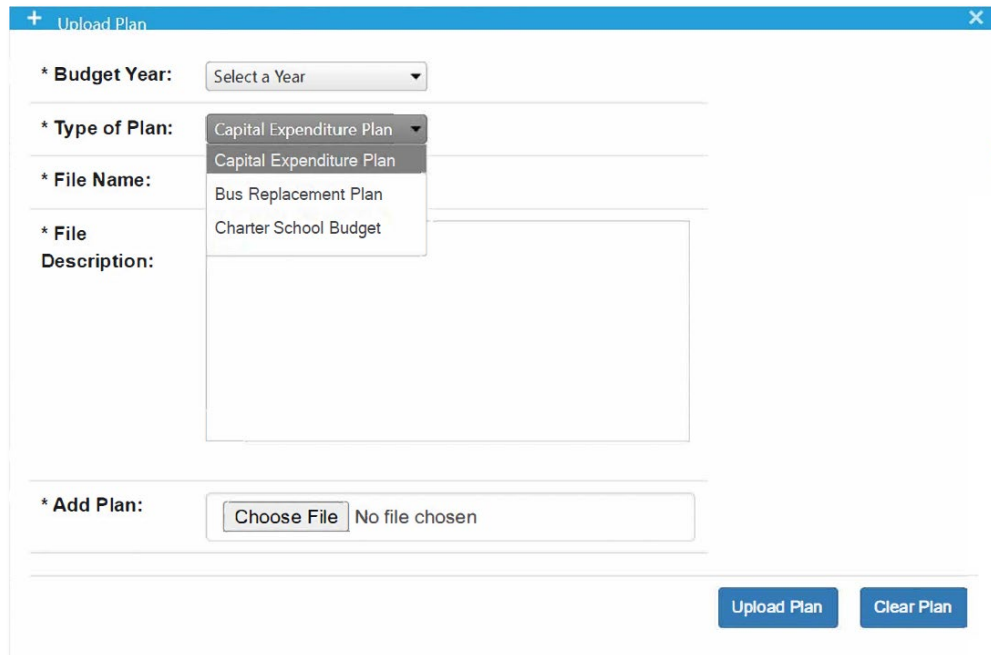 + Upload Plan ×
* Budget Year: Select a Year
* Type of Plan: Capital Expenditure Plan
Capital Expenditure Plan
* File Name:
Bus Replacement Plan
* File
Description:
Charter School Budget
* Add Plan: Choose File No file chosen
Upload Plan Clear Plan